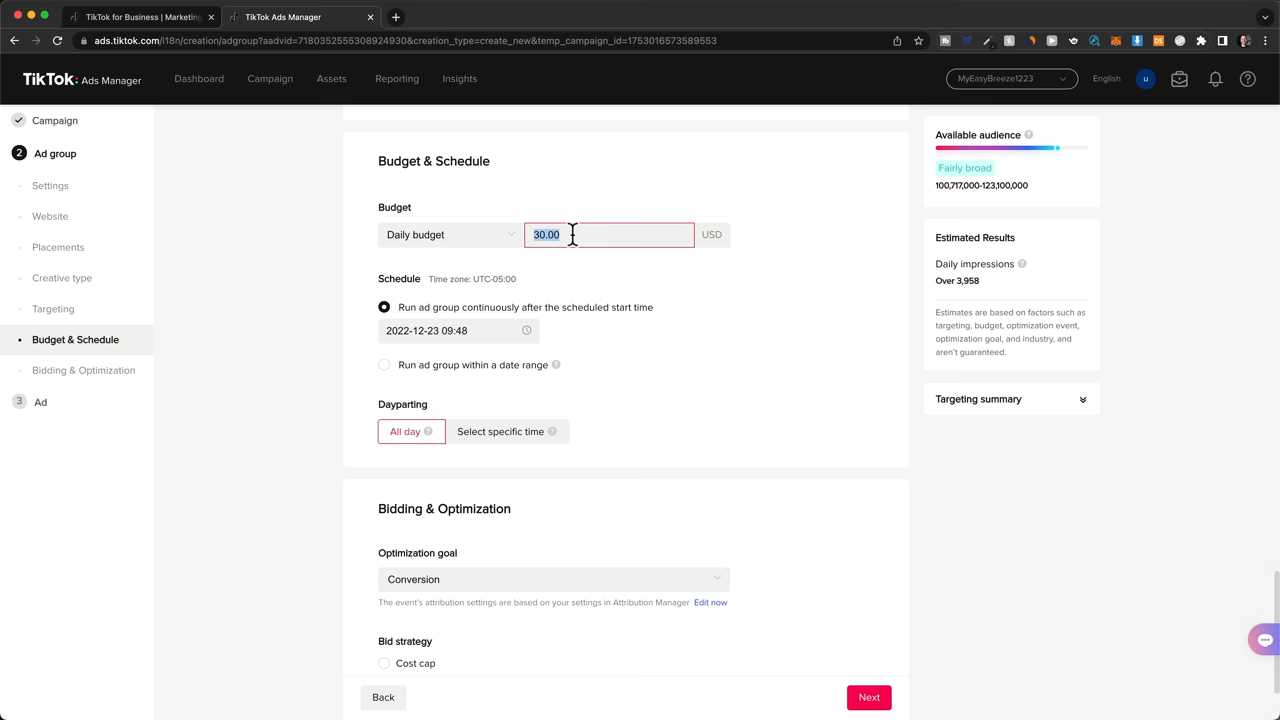 TikTok for Business | Marketing
TikTok Ads Manager
ads.tiktok.com/i18n/creation/adgroup?aadvid=7180352555308924930&creation_type=create_new&temp_campaign_id=1753016573589553
TikTok: Ads Manager
Dashboard
Campaign
Assets
Reporting
Insights
MyEasyBreeze1223
English
u
Campaign
2 Ad group
Settings
Website
Placements
Creative type
Targeting
Budget & Schedule
Bidding & Optimization
3 Ad
Budget & Schedule
Budget
Daily budget
30.00
USD
Schedule Time zone: UTC-05:00
Run ad group continuously after the scheduled start time
2022-12-23 09:48
Run ad group within a date range
Dayparting
All day
Select specific time
Bidding & Optimization
Optimization goal
Conversion
The event's attribution settings are based on your settings in Attribution Manager Edit now
Bid strategy
Cost cap
Back
Next
Available audience
Fairly broad
100,717,000-123,100,000
Estimated Results
Daily impressions
Over 3,958
Estimates are based on factors such as
targeting, budget, optimization event,
optimization goal, and industry, and
aren't guaranteed.
Targeting summary